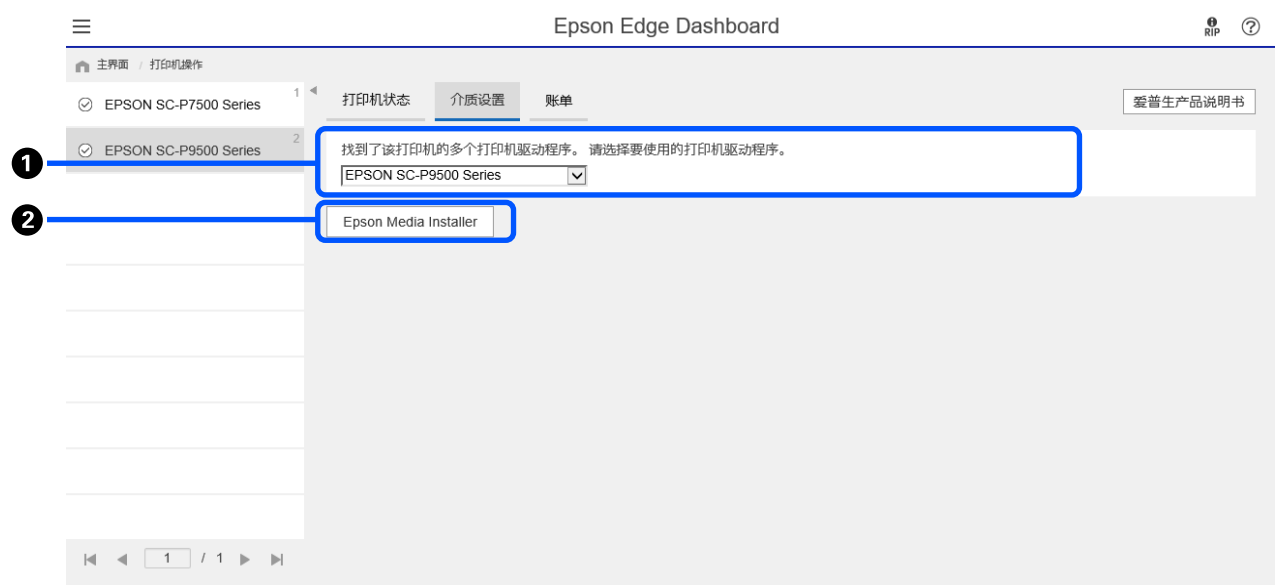 Epson Edge Dashboard
RIP
主界面 / 打印机操作
EPSON SC-P7500 Series 1
EPSON SC-P9500 Series 2
打印机状态 介质设置 账单
爱普生产品说明书
1
找到了该打印机的多个打印机驱动程序。 请选择要使用的打印机驱动程序。
EPSON SC-P9500 Series
2
Epson Media Installer
1 / 1